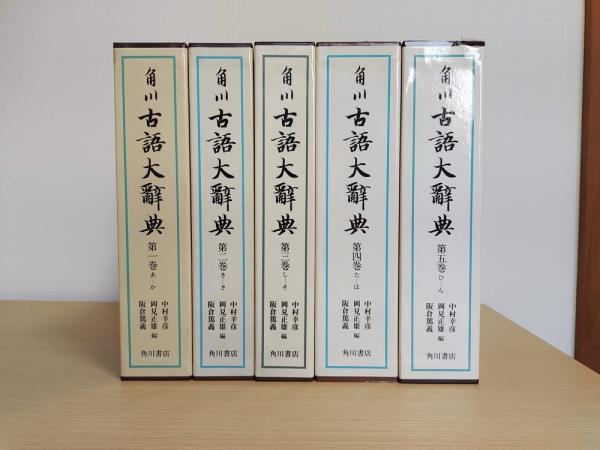 角川
古語大辭典
第一巻 あ‐か
中村幸彦
岡見正雄 編
阪倉篤義
角川書店
角川
古語大辭典
第二巻 き‐さ
中村幸彦
岡見正雄 編
阪倉篤義
角川書店
角川
古語大辭典
第三巻 し‐そ
中村幸彦
岡見正雄 編
阪倉篤義
角川書店
角川
古語大辭典
第四巻 た‐は
中村幸彦
岡見正雄 編
阪倉篤義
角川書店
角川
古語大辭典
第五巻 ひ‐ん
中村幸彦
岡見正雄 編
阪倉篤義
角川書店